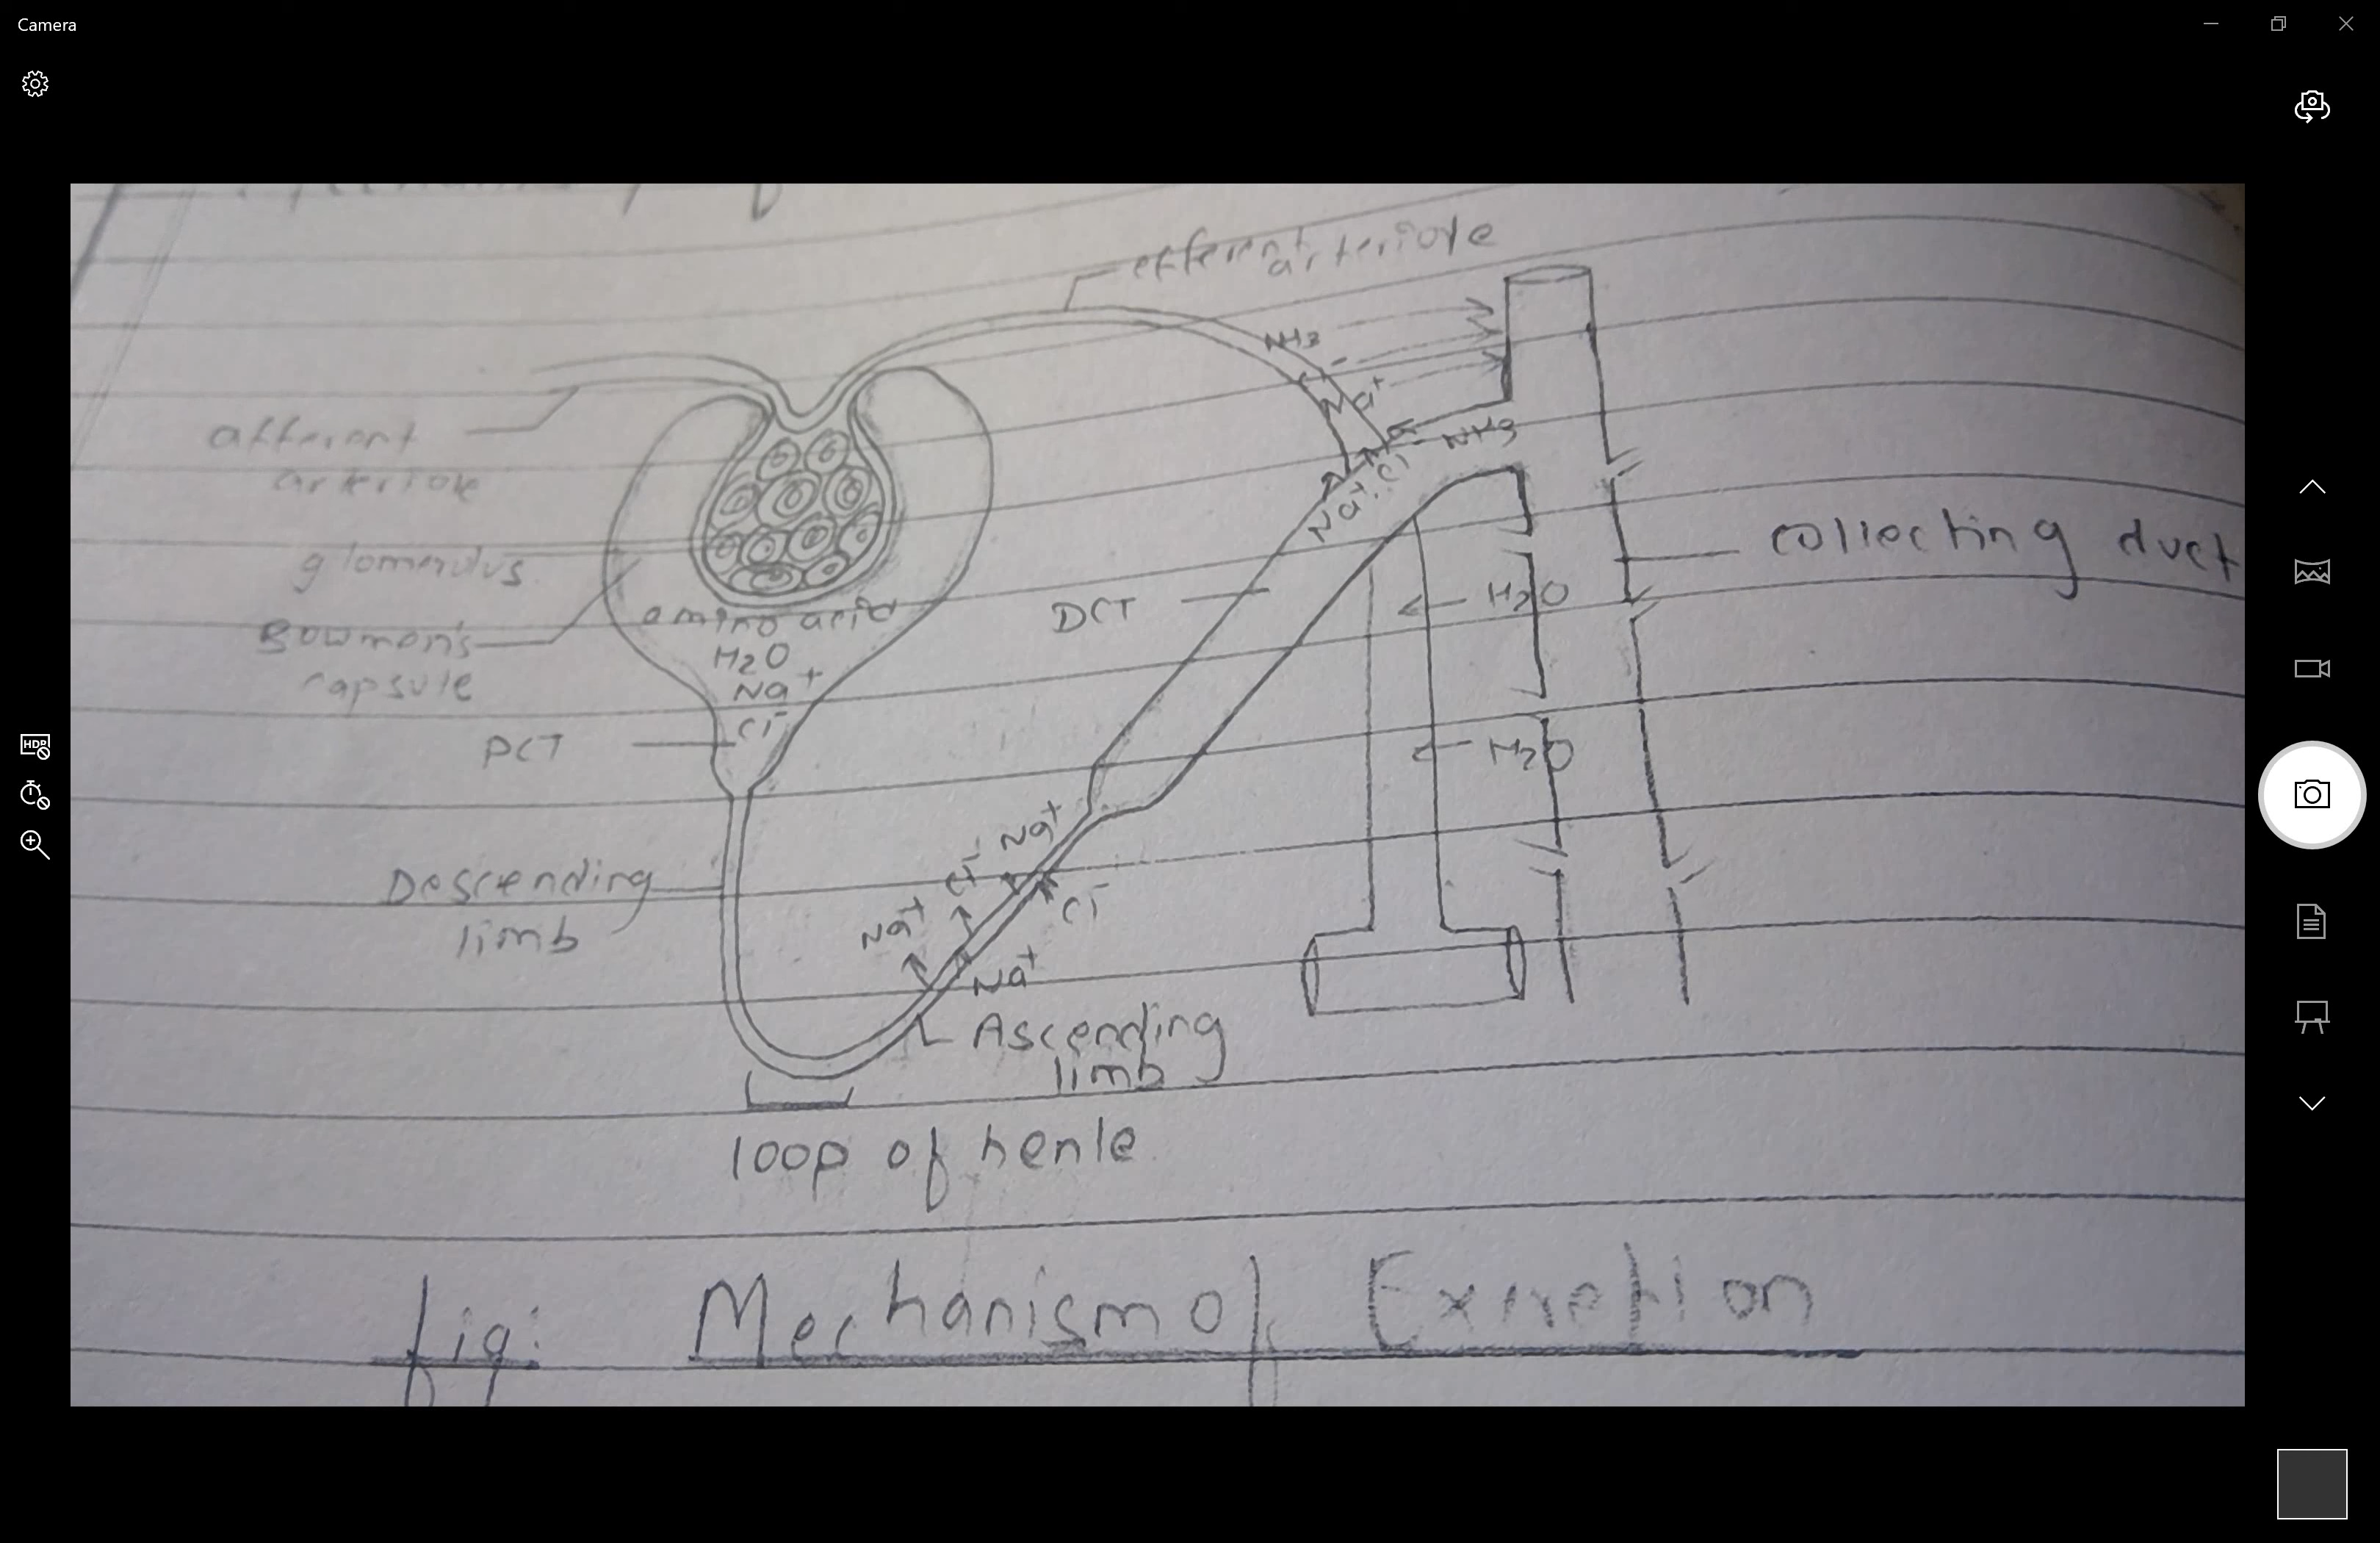 Camera
efferent
arteriole
NH3
Na+
afferent
arteriole
NH3
Na+. Cl-
glomerulus
collecting duct
Bowman's
capsule
amino acid
H2O
Na+
Cl-
DCT
H2O
PCT
H2O
Na+
Cl-
Na+
Cl-
Na+
Descending
limb
Ascending
limb
loop of henle
fig: Mechanism of Excretion